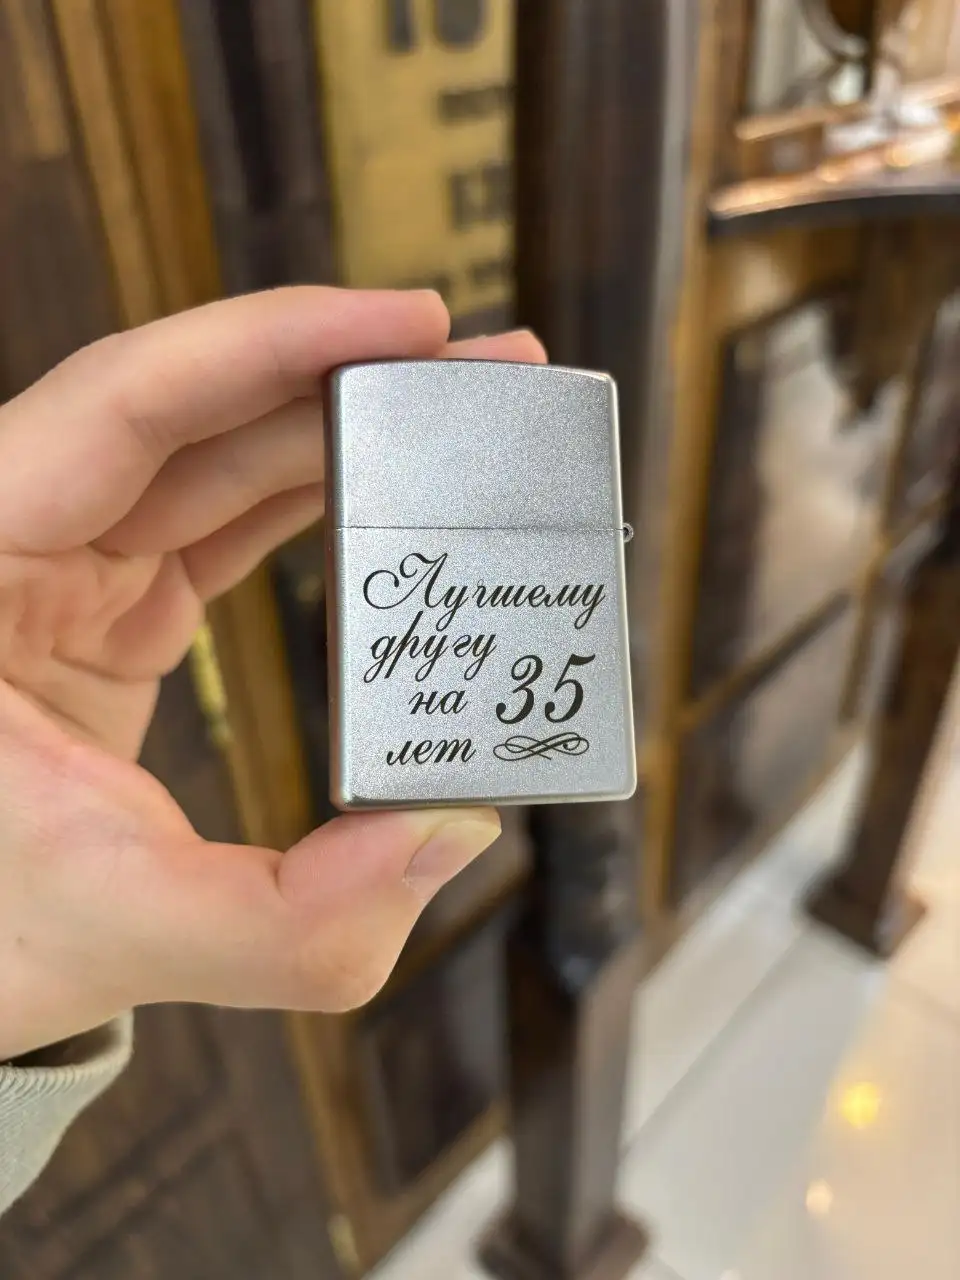 Лучшему
другу
на 35
лет